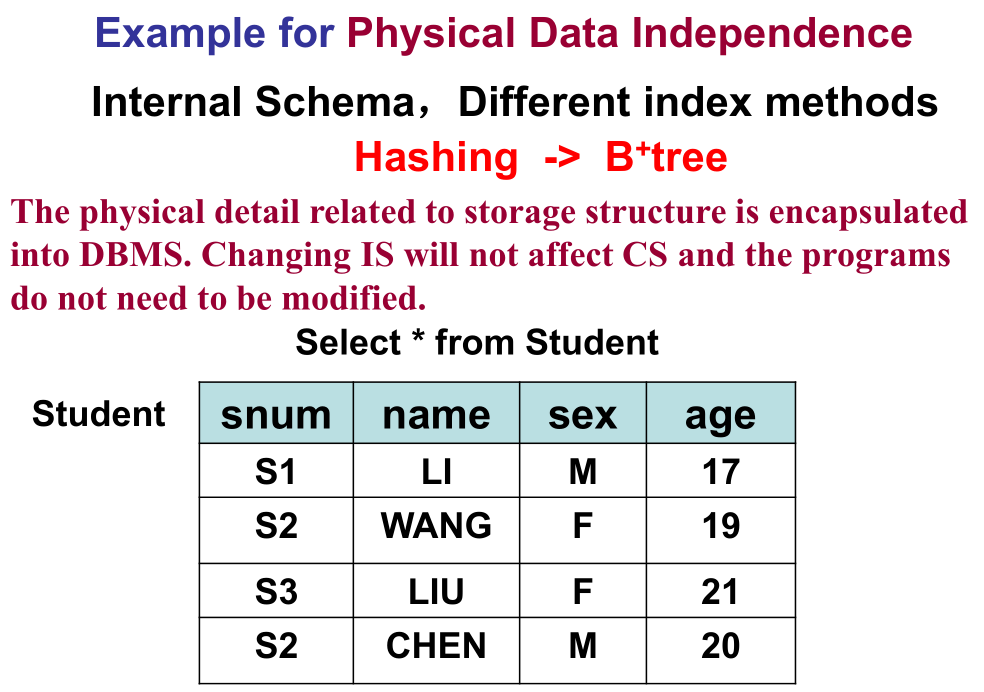 Example for Physical Data Independence
Internal Schema，Different index methods
Hashing -> B+tree
The physical detail related to storage structure is encapsulated
into DBMS. Changing IS will not affect CS and the programs
do not need to be modified.
Select * from Student
Student snum name sex age
S1 LI M 17
S2 WANG F 19
S3 LIU F 21
S2 CHEN M 20